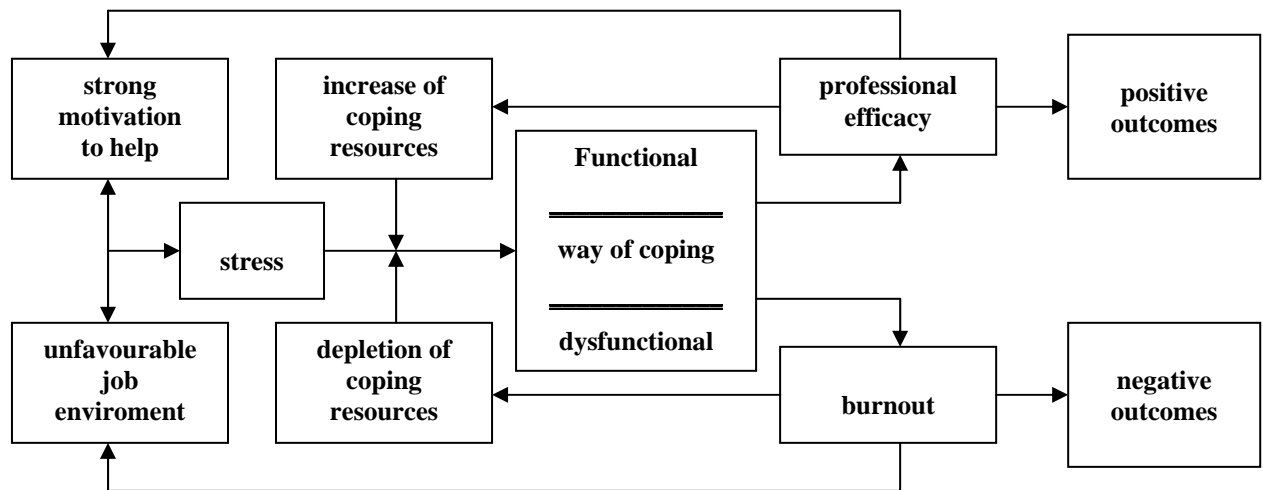 strong
motivation
to help
increase of
coping
resources
professional
efficacy
positive
outcomes
Functional
way of coping
dysfunctional
stress
unfavourable
job
enviroment
depletion of
coping
resources
burnout
negative
outcomes